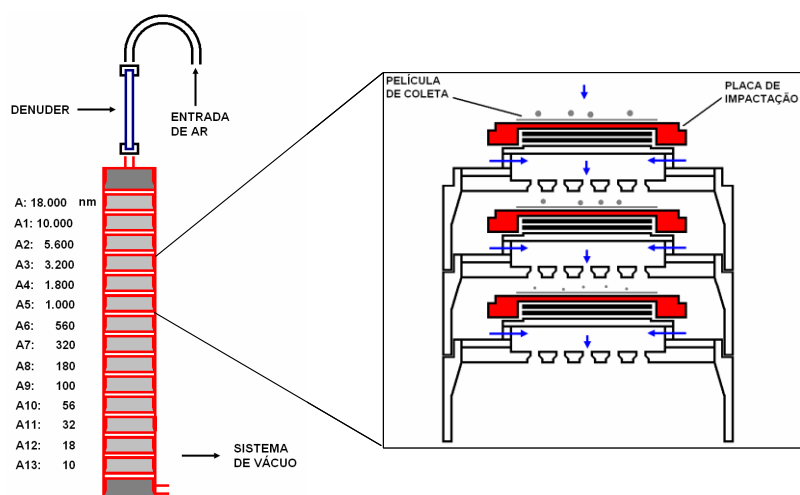 DENUDER
ENTRADA
DE AR
A: 18.000 nm
A1: 10.000
A2: 5.600
A3: 3.200
A4: 1.800
A5: 1.000
A6: 560
A7: 320
A8: 180
A9: 100
A10: 56
A11: 32
A12: 18
A13: 10
SISTEMA
DE VÁCUO
PELÍCULA
DE COLETA
PLACA DE
IMPACTAÇÃO